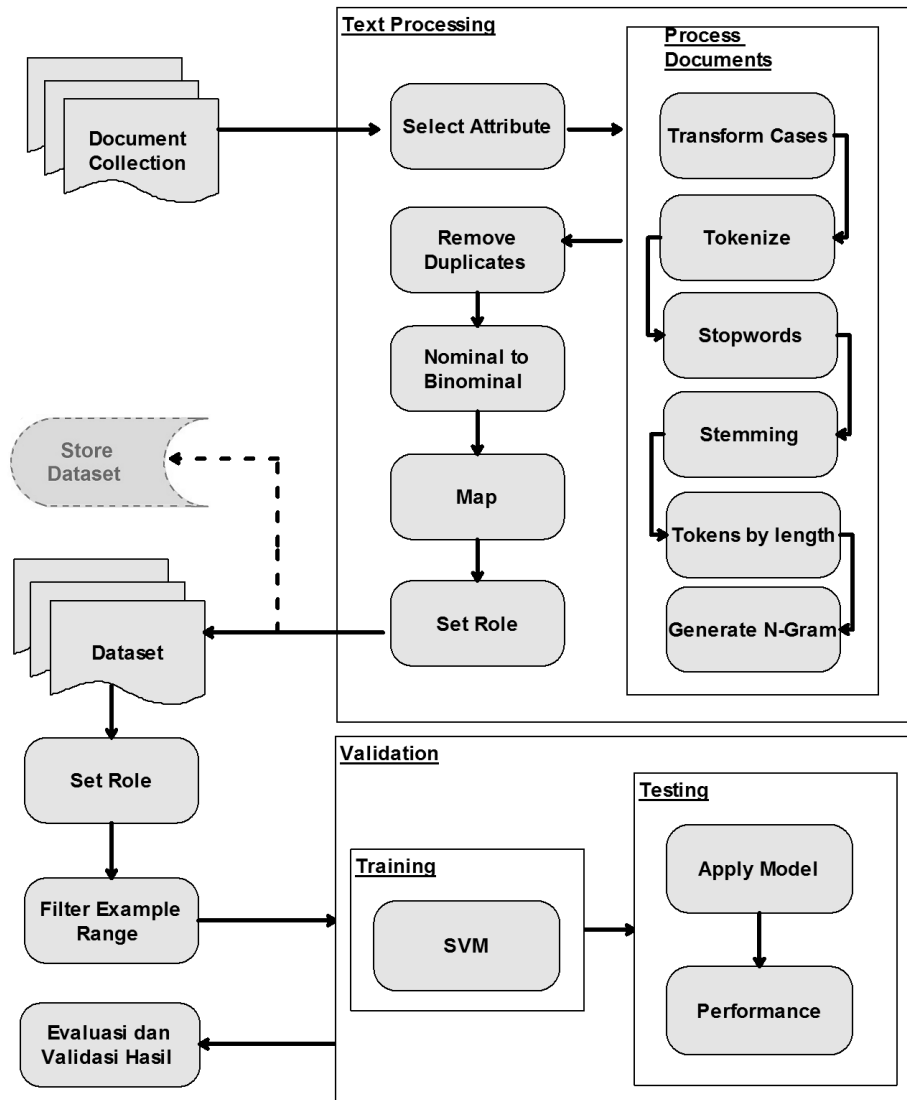 Text Processing
Process
Documents
Document
Collection
Select Attribute
Transform Cases
Remove
Duplicates
Tokenize
Nominal to
Binominal
Stopwords
Stemming
Store
Dataset
Map
Tokens by length
Set Role
Generate N-Gram
Dataset
Set Role
Validation
Testing
Training
Apply Model
Filter Example
Range
SVM
Performance
Evaluasi dan
Validasi Hasil